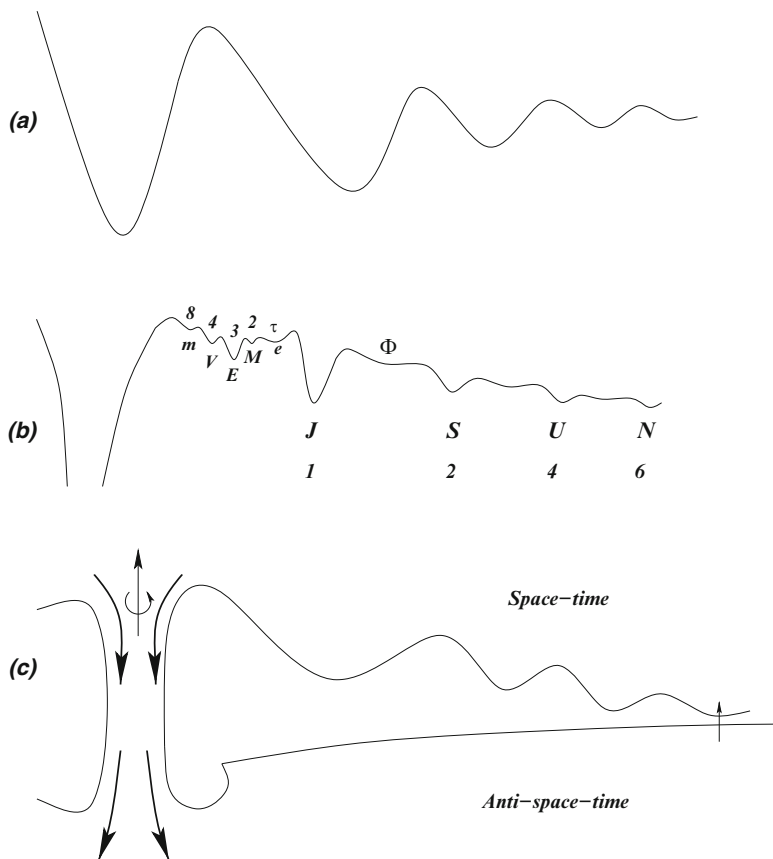 (a)
8 4 3 2 τ Φ
m V E M e
(b)
J S U N
1 2 4 6
Space-time
(c)
Anti-space-time